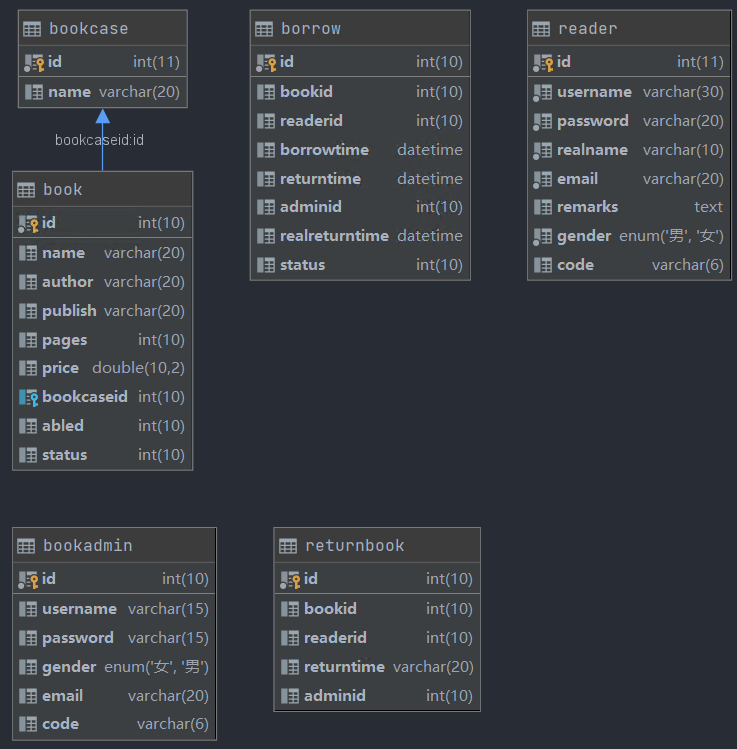 bookcase
id int(11)
name varchar(20)
bookcaseid:id
book
id int(10)
name varchar(20)
author varchar(20)
publish varchar(20)
pages int(10)
price double(10,2)
bookcaseid int(10)
abled int(10)
status int(10)
borrow
id int(10)
bookid int(10)
readerid int(10)
borrowtime datetime
returntime datetime
adminid int(10)
realreturntime datetime
status int(10)
reader
id int(11)
username varchar(30)
password varchar(20)
realname varchar(10)
email varchar(20)
remarks text
gender enum('男', '女')
code varchar(6)
bookadmin
id int(10)
username varchar(15)
password varchar(15)
gender enum('女', '男')
email varchar(20)
code varchar(6)
returnbook
id int(10)
bookid int(10)
readerid int(10)
returntime varchar(20)
adminid int(10)